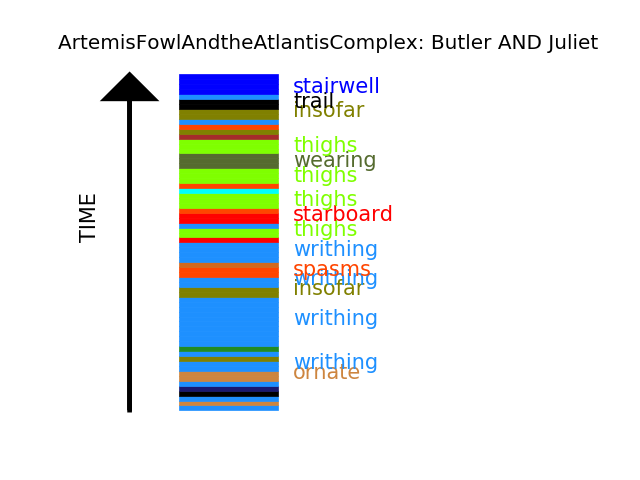 ArtemisFowlAndtheAtlantisComplex: Butler AND Juliet
stairwell
trail
insofar
thighs
wearing
thighs
thighs
starboard
thighs
writhing
spasms
writhing
insofar
writhing
writhing
ornate
TIME